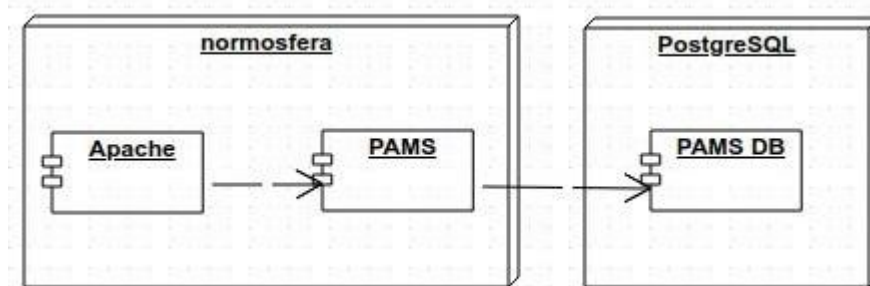 normosfera
PostgreSQL
Apache
PAMS
PAMS DB